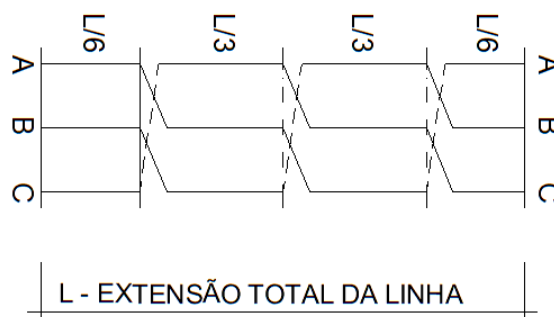 L/6 L/3 L/3 L/6
A A
B B
C C
L - EXTENSÃO TOTAL DA LINHA